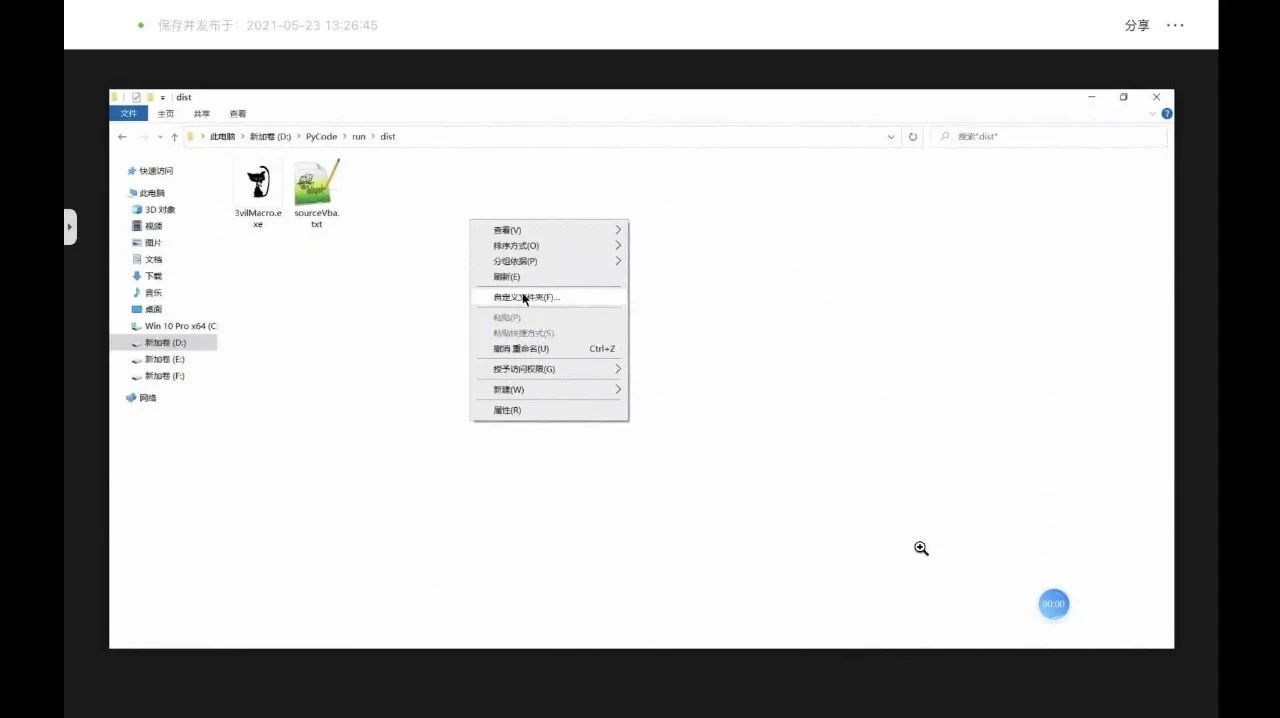 保存并发布于: 2021-05-23 13:26:45
分享
dist
文件 主页 共享 查看
此电脑 新加卷 (D:) PyCode run dist
搜索"dist"
快速访问
此电脑
3D 对象
视频
图片
文档
下载
音乐
桌面
Win 10 Pro x64 (C:
新加卷 (D:)
新加卷 (E:)
新加卷 (F:)
网络
3vilMacro.e
xe
sourceVba.
txt
查看(V)
排序方式(O)
分组依据(P)
刷新(E)
自定义文件夹(F)...
粘贴(P)
粘贴快捷方式(S)
撤消 重命名(U) Ctrl+Z
授予访问权限(G)
新建(W)
属性(R)
00:00